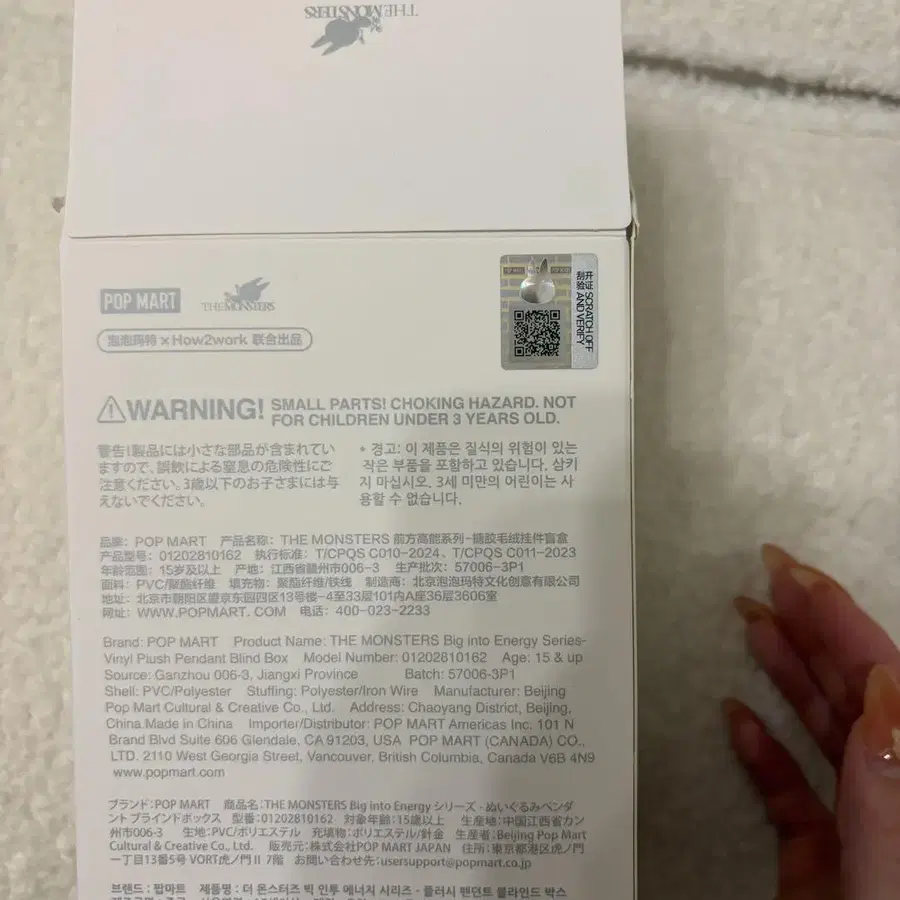 THE MONSTERS
POP MART THE MONSTERS
泡泡玛特 × How2work 联合出品
POP MART
POP MART
刮开
验证
SCRATCH OFF
AND VERIFY
WARNING! SMALL PARTS! CHOKING HAZARD. NOT
FOR CHILDREN UNDER 3 YEARS OLD.
警告!製品には小さな部品が含まれてい
ますので、誤飲による窒息の危険性にご
注意ください。3歳以下のお子さまには与
えないでください。
• 경고: 이 제품은 질식의 위험이 있는
작은 부품을 포함하고 있습니다. 삼키
지 마십시오. 3세 미만의 어린이는 사
용할 수 없습니다.
品牌: POP MART 产品名称: THE MONSTERS 前方高能系列-搪胶毛绒挂件盲盒
产品型号: 01202810162 执行标准: T/CPQS C010-2024、T/CPQS C011-2023
年龄范围: 15岁及以上 产地: 江西省赣州市006-3 生产批次: 57006-3P1
面料: PVC/聚酯纤维 填充物: 聚酯纤维/铁线 制造商: 北京泡泡玛特文化创意有限公司
地址: 北京市朝阳区望京东园四区13号楼-4至33层101内A座36层3606室
网址: WWW.POPMART.COM 电话: 400-023-2233
Brand: POP MART Product Name: THE MONSTERS Big into Energy Series-
Vinyl Plush Pendant Blind Box Model Number: 01202810162 Age: 15 & up
Source: Ganzhou 006-3, Jiangxi Province Batch: 57006-3P1
Shell: PVC/Polyester Stuffing: Polyester/Iron Wire Manufacturer: Beijing
Pop Mart Cultural & Creative Co., Ltd. Address: Chaoyang District, Beijing,
China.Made in China Importer/Distributor: POP MART Americas Inc. 101 N
Brand Blvd Suite 606 Glendale, CA 91203, USA POP MART (CANADA) CO.,
LTD. 2110 West Georgia Street, Vancouver, British Columbia, Canada V6B 4N9
www.popmart.com
ブランド:POP MART 商品名:THE MONSTERS Big into Energy シリーズ - ぬいぐるみペンダ
ント ブラインドボックス 型番:01202810162 対象年齢:15歳以上 生産地:中国江西省カン
州市006-3 生地:PVC/ポリエステル 充填物:ポリエステル/針金 生産者:Beijing Pop Mart
Cultural & Creative Co., Ltd. 販売元:株式会社POP MART JAPAN 住所:東京都港区虎ノ門
一丁目13番5号 VORT虎ノ門 II 7階 お問い合わせ先:usersupport@popmart.co.jp
브랜드 : 팝마트 제품명 : 더 몬스터즈 빅 인투 에너지 시리즈 - 플러시 펜던트 블라인드 박스